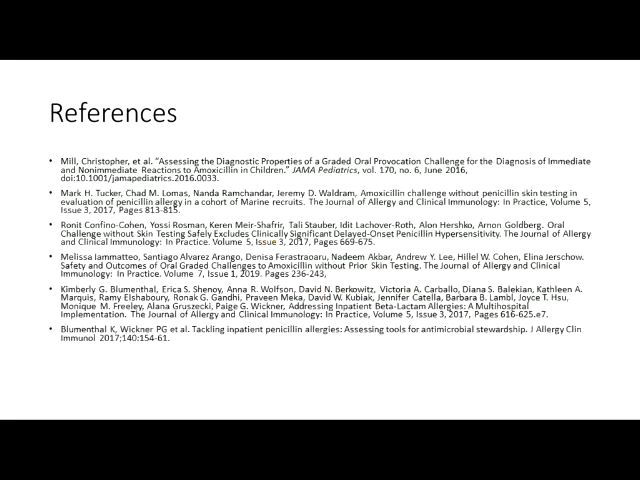 References
• Mill, Christopher, et al. “Assessing the Diagnostic Properties of a Graded Oral Provocation Challenge for the Diagnosis of Immediate
and Nonimmediate Reactions to Amoxicillin in Children.” JAMA Pediatrics, vol. 170, no. 6, June 2016,
doi:10.1001/jamapediatrics.2016.0033.
• Mark H. Tucker, Chad M. Lomas, Nanda Ramchandar, Jeremy D. Waldram, Amoxicillin challenge without penicillin skin testing in
evaluation of penicillin allergy in a cohort of Marine recruits. The Journal of Allergy and Clinical Immunology: In Practice, Volume 5,
Issue 3, 2017, Pages 813-815.
• Ronit Confino-Cohen, Yossi Rosman, Keren Meir-Shafrir, Tali Stauber, Idit Lachover-Roth, Alon Hershko, Arnon Goldberg. Oral
Challenge without Skin Testing Safely Excludes Clinically Significant Delayed-Onset Penicillin Hypersensitivity. The Journal of Allergy
and Clinical Immunology: In Practice. Volume 5, Issue 3, 2017, Pages 669-675.
• Melissa Iammatteo, Santiago Alvarez Arango, Denisa Ferastraoaru, Nadeem Akbar, Andrew Y. Lee, Hillel W. Cohen, Elina Jerschow.
Safety and Outcomes of Oral Graded Challenges to Amoxicillin without Prior Skin Testing. The Journal of Allergy and Clinical
Immunology: In Practice. Volume 7, Issue 1, 2019. Pages 236-243,
• Kimberly G. Blumenthal, Erica S. Shenoy, Anna R. Wolfson, David N. Berkowitz, Victoria A. Carballo, Diana S. Balekian, Kathleen A.
Marquis, Ramy Elshaboury, Ronak G. Gandhi, Praveen Meka, David W. Kubiak, Jennifer Catella, Barbara B. Lambl, Joyce T. Hsu,
Monique M. Freeley, Alana Gruszecki, Paige G. Wickner, Addressing Inpatient Beta-Lactam Allergies: A Multihospital
Implementation. The Journal of Allergy and Clinical Immunology: In Practice, Volume 5, Issue 3, 2017, Pages 616-625.e7.
• Blumenthal K, Wickner PG et al. Tackling inpatient penicillin allergies: Assessing tools for antimicrobial stewardship. J Allergy Clin
Immunol 2017;140:154-61.